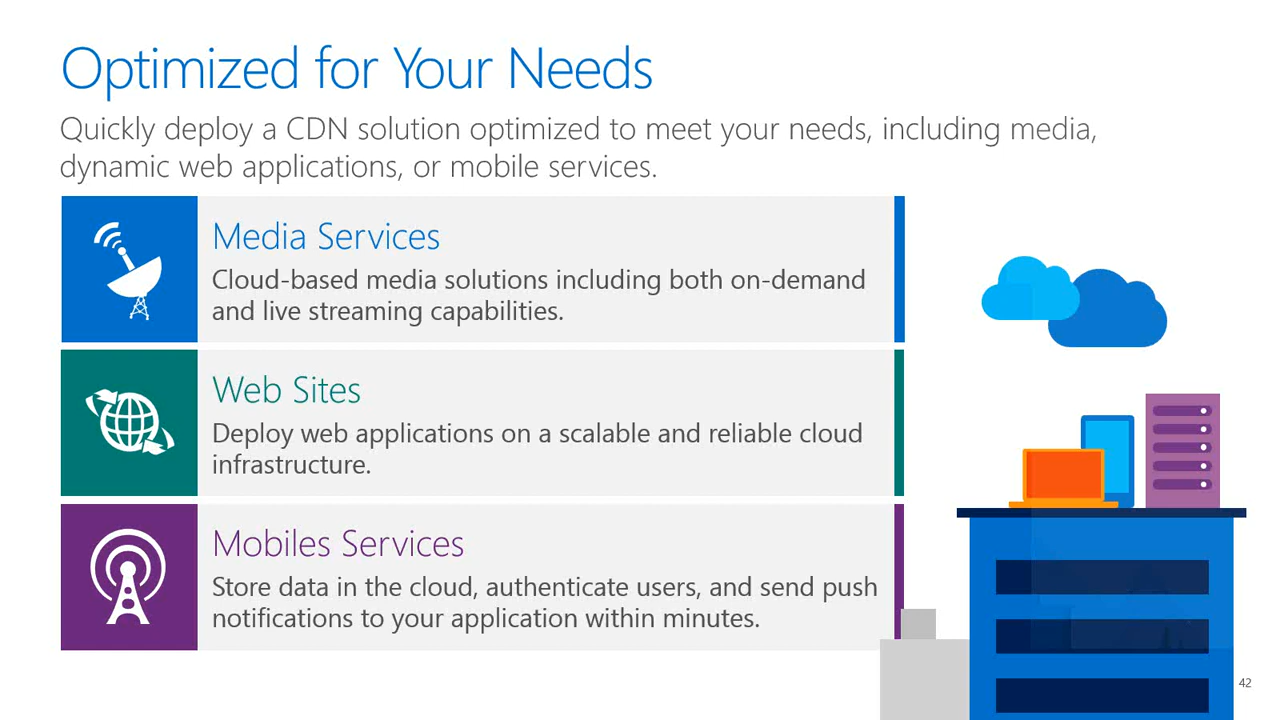 Optimized for Your Needs
Quickly deploy a CDN solution optimized to meet your needs, including media,
dynamic web applications, or mobile services.
Media Services
Cloud-based media solutions including both on-demand
and live streaming capabilities.
Web Sites
Deploy web applications on a scalable and reliable cloud
infrastructure.
Mobiles Services
Store data in the cloud, authenticate users, and send push
notifications to your application within minutes.
42